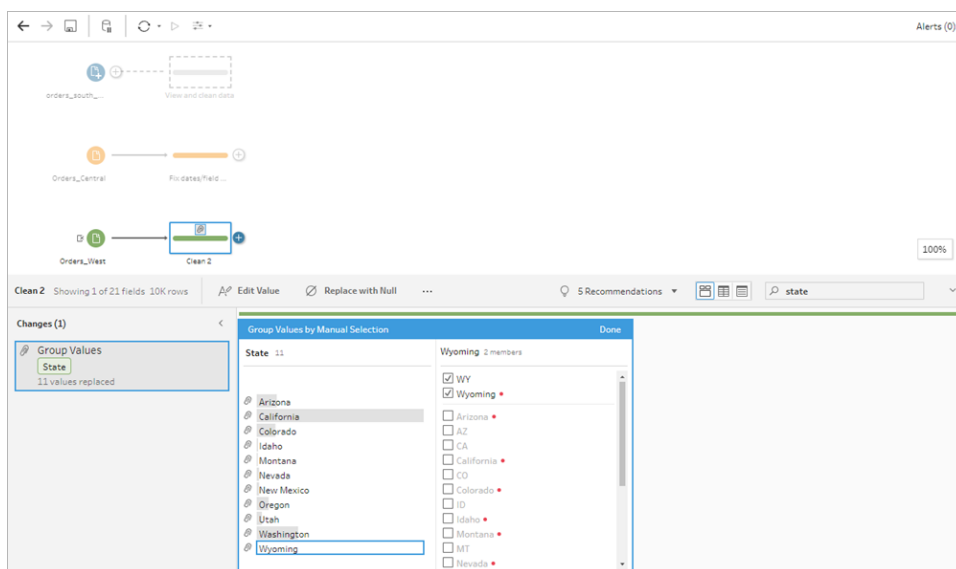 Alerts (0)
orders_south_...
View and clean data
Orders_Central
Fix dates/field ...
Orders_West
Clean 2
100%
Clean 2 Showing 1 of 21 fields 10K rows Edit Value Replace with Null ... 5 Recommendations state
Changes (1)
Group Values
State
11 values replaced
Group Values by Manual Selection Done
State 11
Arizona
California
Colorado
Idaho
Montana
Nevada
New Mexico
Oregon
Utah
Washington
Wyoming
Wyoming 2 members
WY
Wyoming
Arizona
AZ
CA
California
CO
Colorado
ID
Idaho
Montana
MT
Nevada